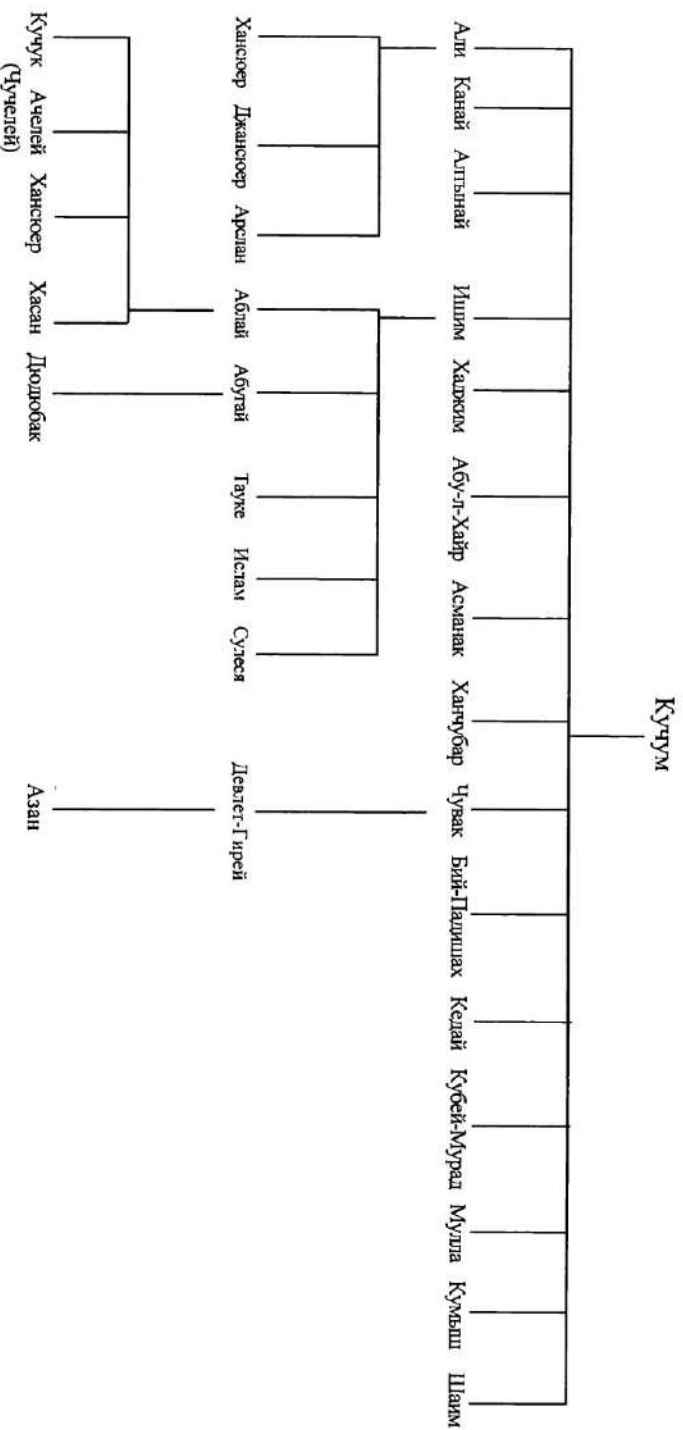 Кучум
Али Канай Алтынай Ишим Хаджим Абу-л-Хайр Асманак Ханчубар Чувак Бий-Падишах Кедай Кубей-Мурад Мулла Кумыш Шаим
Хансюер Джансюер Арслан Аблай Абугай Тауке Ислам Сулеся Девлет-Гирей
Кучук Ачелей Хансюер Хасан Дюдюбак Азан
(Чучелей)